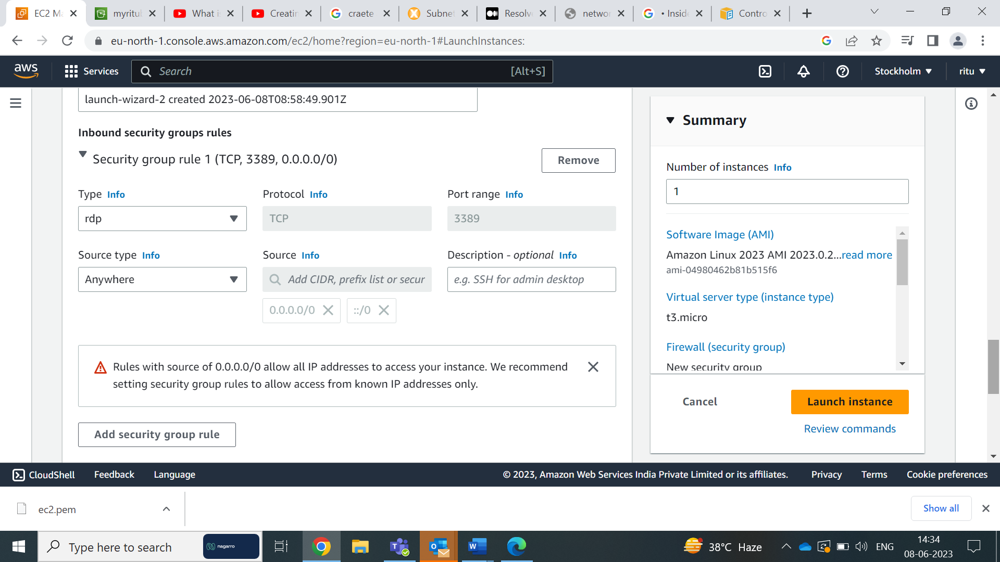 EC2 Ma
myritul
What i
Creatin
craete
Subnet
Resolv
netwo
• Inside
Contro
eu-north-1.console.aws.amazon.com/ec2/home?region=eu-north-1#LaunchInstances:
aws
Services
Search
[Alt+S]
Stockholm
ritu
launch-wizard-2 created 2023-06-08T08:58:49.901Z
Inbound security groups rules
Security group rule 1 (TCP, 3389, 0.0.0.0/0)
Remove
Type Info
Protocol Info
Port range Info
rdp
TCP
3389
Source type Info
Source Info
Description - optional Info
Anywhere
Add CIDR, prefix list or secur
e.g. SSH for admin desktop
0.0.0.0/0
::/0
Rules with source of 0.0.0.0/0 allow all IP addresses to access your instance. We recommend
setting security group rules to allow access from known IP addresses only.
Add security group rule
Summary
Number of instances Info
1
Software Image (AMI)
Amazon Linux 2023 AMI 2023.0.2...read more
ami-04980462b81b515f6
Virtual server type (instance type)
t3.micro
Firewall (security group)
New security group
Cancel
Launch instance
Review commands
CloudShell
Feedback
Language
© 2023, Amazon Web Services India Private Limited or its affiliates.
Privacy
Terms
Cookie preferences
ec2.pem
Show all
Type here to search
nagarro
38°C Haze
ENG
14:34
08-06-2023